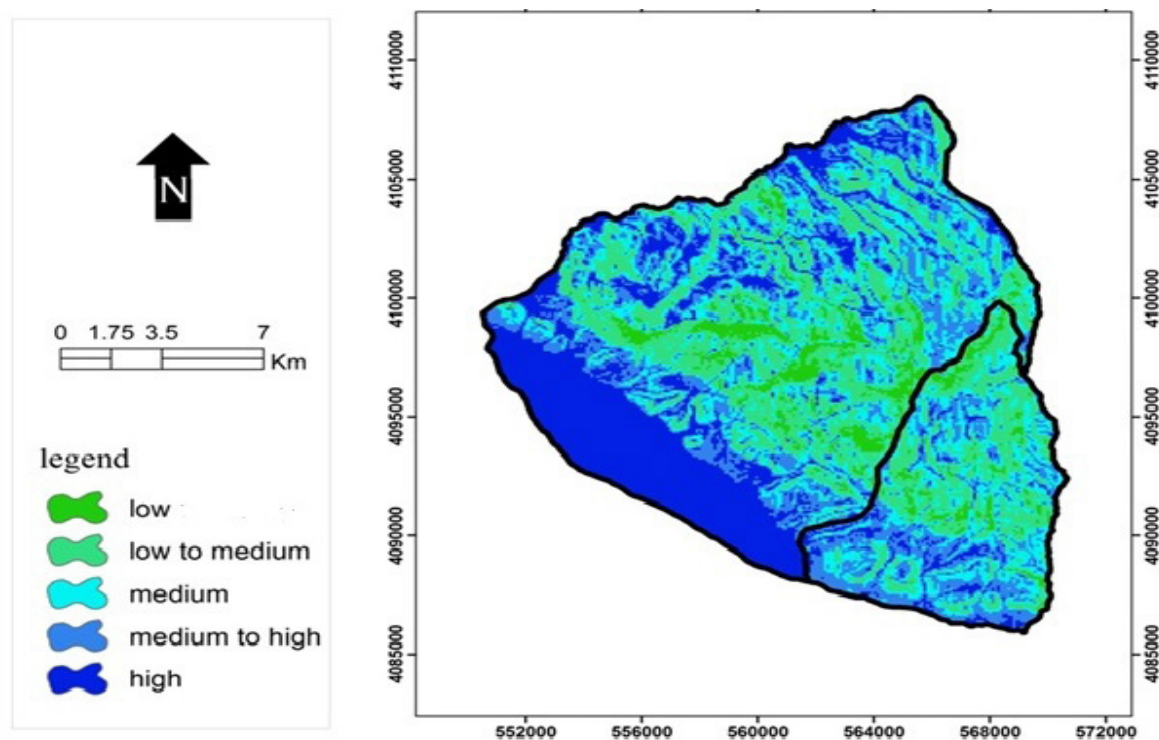 N
0 1.75 3.5 7
Km
legend
low
low to medium
medium
medium to high
high
4110000 4110000
4105000 4105000
4100000 4100000
4095000 4095000
4090000 4090000
4085000 4085000
552000 556000 560000 564000 568000 572000